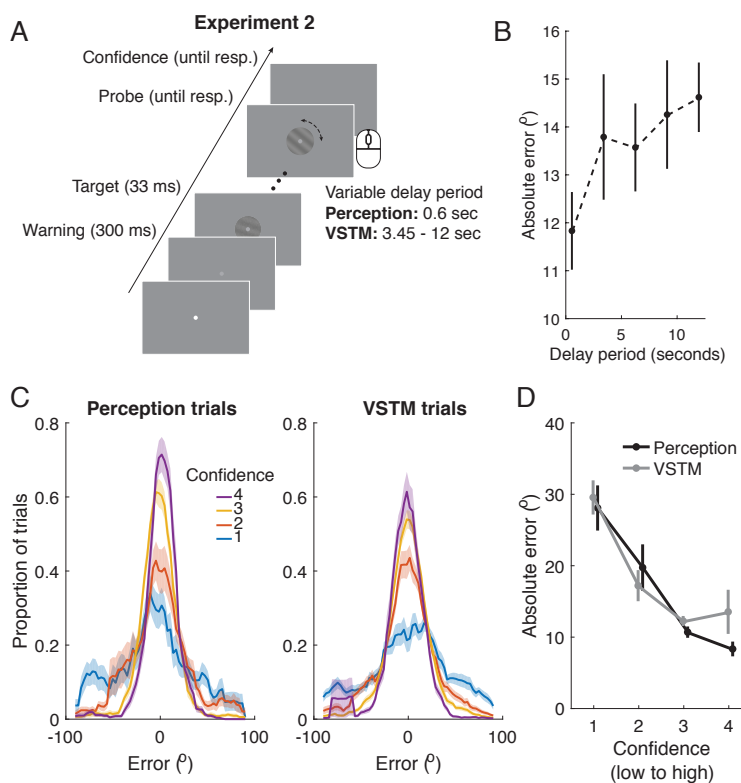 A
Experiment 2
Confidence (until resp.)
Probe (until resp.)
Target (33 ms)
Warning (300 ms)
Variable delay period
Perception: 0.6 sec
VSTM: 3.45 - 12 sec
B
Absolute error (º)
16
15
14
13
12
11
10
0
5
10
Delay period (seconds)
C
Perception trials
Proportion of trials
0.8
0.6
0.4
0.2
0
-100
0
100
Error (º)
Confidence
4
3
2
1
VSTM trials
0.8
0.6
0.4
0.2
0
-100
0
100
Error (º)
D
Absolute error (º)
40
30
20
10
0
Perception
VSTM
1
2
3
4
Confidence
(low to high)